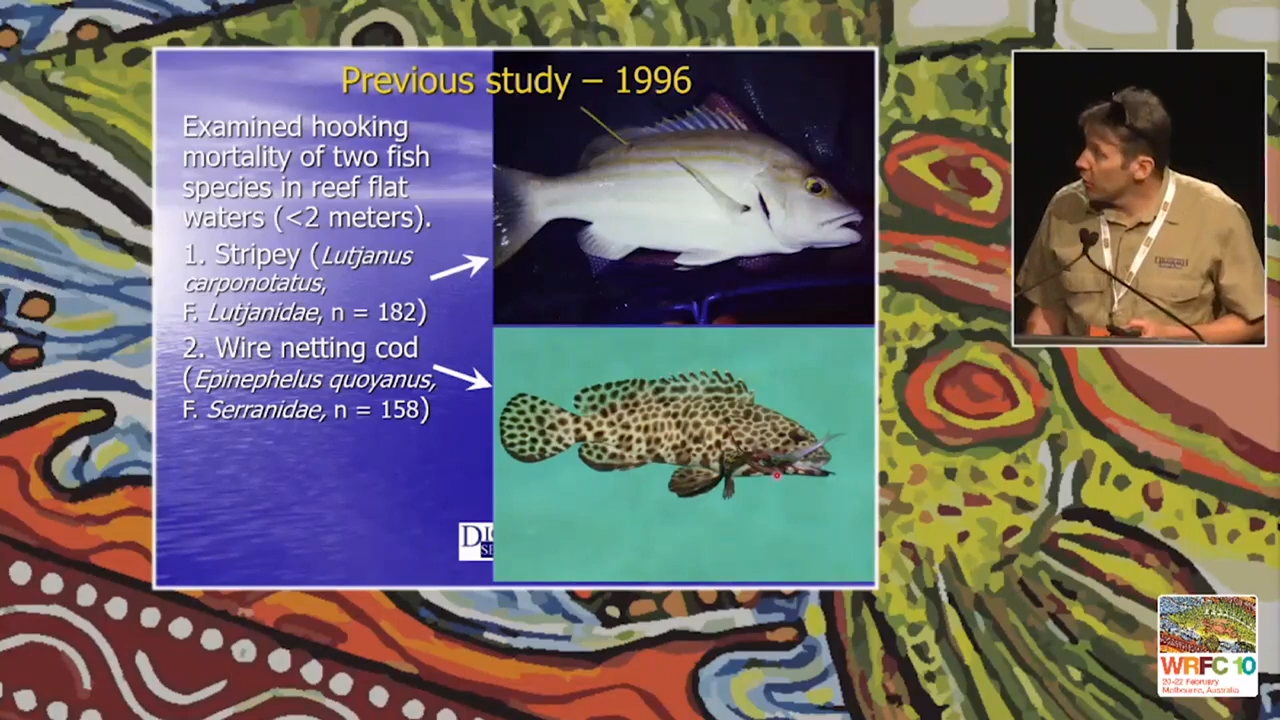 Previous study – 1996
Examined hooking
mortality of two fish
species in reef flat
waters (<2 meters).
1. Stripey (Lutjanus
carponotatus,
F. Lutjanidae, n = 182)
2. Wire netting cod
(Epinephelus quoyanus,
F. Serranidae, n = 158)
WRFC 10
20-22 February
Melbourne, Australia